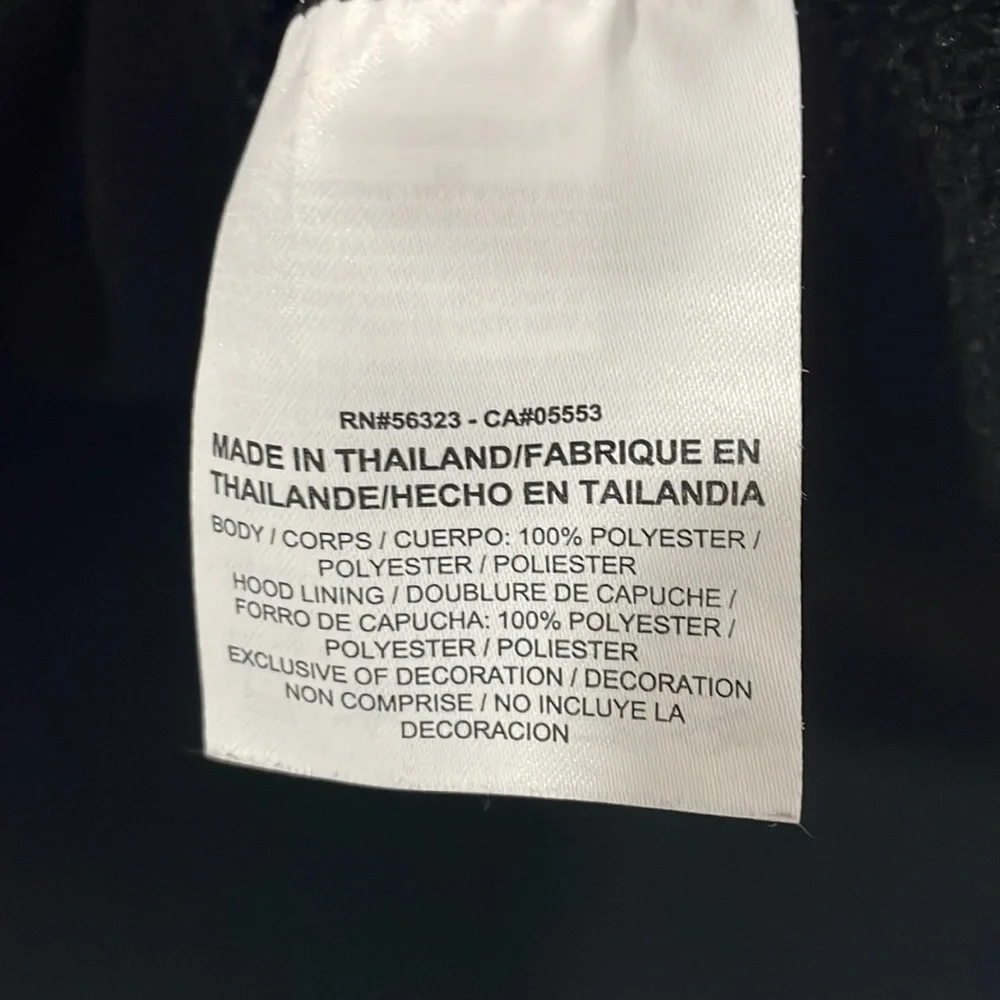 RN#56323 - CA#05553
MADE IN THAILAND/FABRIQUE EN
THAILANDE/HECHO EN TAILANDIA
BODY / CORPS / CUERPO: 100% POLYESTER /
POLYESTER / POLIESTER
HOOD LINING / DOUBLURE DE CAPUCHE /
FORRO DE CAPUCHA: 100% POLYESTER /
POLYESTER / POLIESTER
EXCLUSIVE OF DECORATION / DECORATION
NON COMPRISE / NO INCLUYE LA
DECORACION